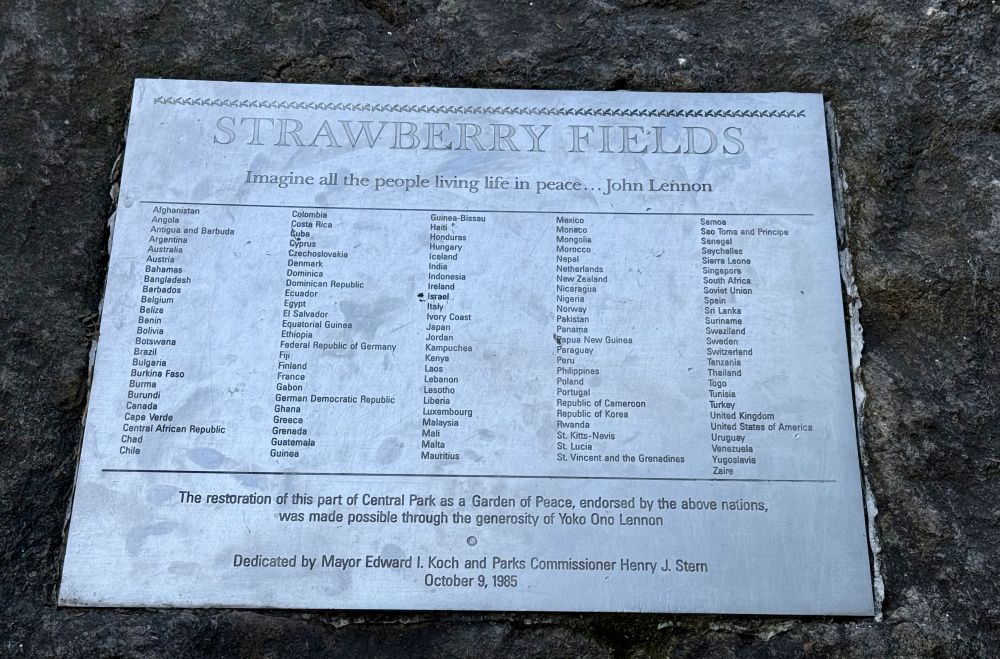 STRAWBERRY FIELDS
Imagine all the people living life in peace...John Lennon
Afghanistan
Angola
Antigua and Barbuda
Argentina
Australia
Austria
Bahamas
Bangladesh
Barbados
Belgium
Belize
Benin
Bolivia
Botswana
Brazil
Bulgaria
Burkina Faso
Burma
Burundi
Canada
Cape Verde
Central African Republic
Chad
Chile
Colombia
Costa Rica
Cuba
Cyprus
Czechoslovakia
Denmark
Dominica
Dominican Republic
Ecuador
Egypt
El Salvador
Equatorial Guinea
Ethiopia
Federal Republic of Germany
Fiji
Finland
France
Gabon
German Democratic Republic
Ghana
Greece
Grenada
Guatemala
Guinea
Guinea-Bissau
Haiti
Honduras
Hungary
Iceland
India
Indonesia
Ireland
Israel
Italy
Ivory Coast
Japan
Jordan
Kampuchea
Kenya
Laos
Lebanon
Lesotho
Liberia
Luxembourg
Malaysia
Mali
Malta
Mauritius
Mexico
Monaco
Mongolia
Morocco
Nepal
Netherlands
New Zealand
Nicaragua
Nigeria
Norway
Pakistan
Panama
Papua New Guinea
Paraguay
Peru
Philippines
Poland
Portugal
Republic of Cameroon
Republic of Korea
Rwanda
St. Kitts-Nevis
St. Lucia
St. Vincent and the Grenadines
Samoa
Sao Tome and Principe
Senegal
Seychelles
Sierra Leone
Singapore
South Africa
Soviet Union
Spain
Sri Lanka
Suriname
Swaziland
Sweden
Switzerland
Tanzania
Thailand
Togo
Tunisia
Turkey
United Kingdom
United States of America
Uruguay
Venezuela
Yugoslavia
Zaire
The restoration of this part of Central Park as a Garden of Peace, endorsed by the above nations,
was made possible through the generosity of Yoko Ono Lennon
Dedicated by Mayor Edward I. Koch and Parks Commissioner Henry J. Stern
October 9, 1985